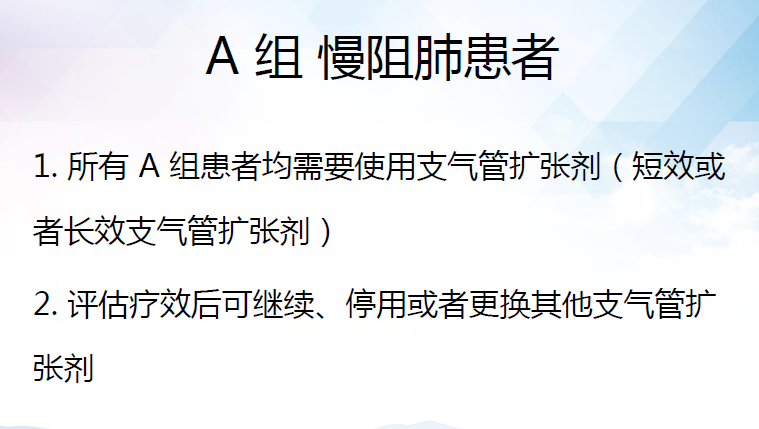 A 组 慢阻肺患者
1. 所有 A 组患者均需要使用支气管扩张剂（短效或
者长效支气管扩张剂）
2. 评估疗效后可继续、停用或者更换其他支气管扩
张剂